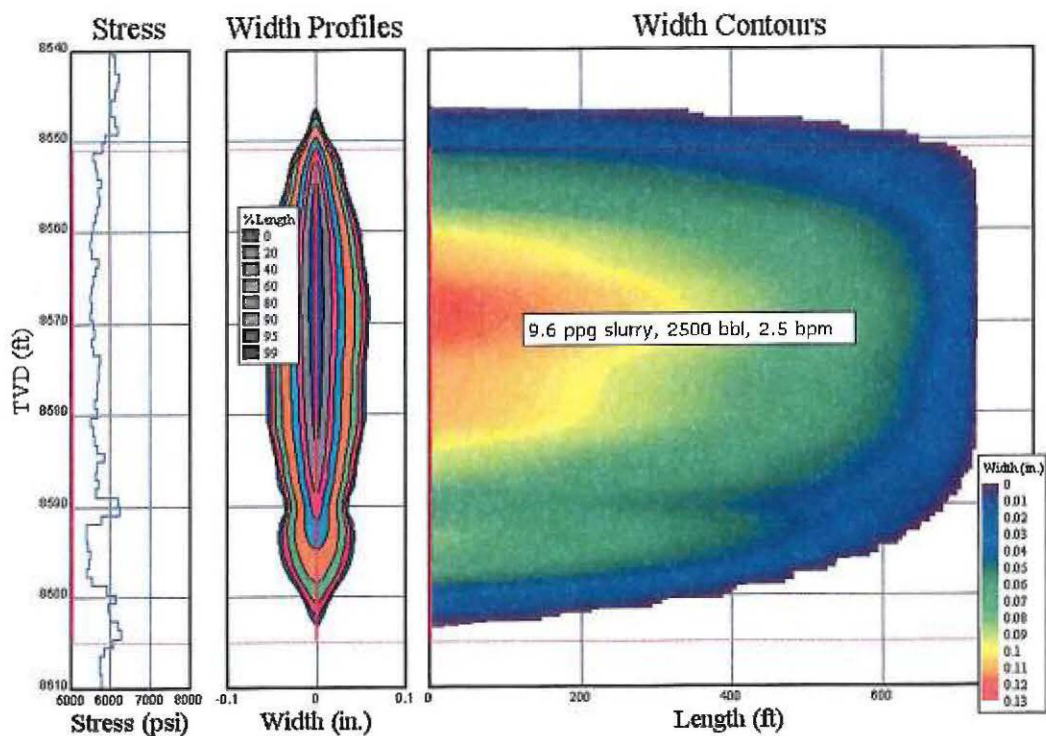 Stress
Width Profiles
Width Contours
8540
8550
8560
8570
8580
8590
8600
8610
TVD (ft)
5000 6000 7000 8000
Stress (psi)
%Length
0
20
40
60
80
90
95
99
-0.1 0 0.1
Width (in.)
9.6 ppg slurry, 2500 bbl, 2.5 bpm
0 200 400 600
Length (ft)
Width (in.)
0
0.01
0.02
0.03
0.04
0.05
0.06
0.07
0.08
0.09
0.1
0.11
0.12
0.13